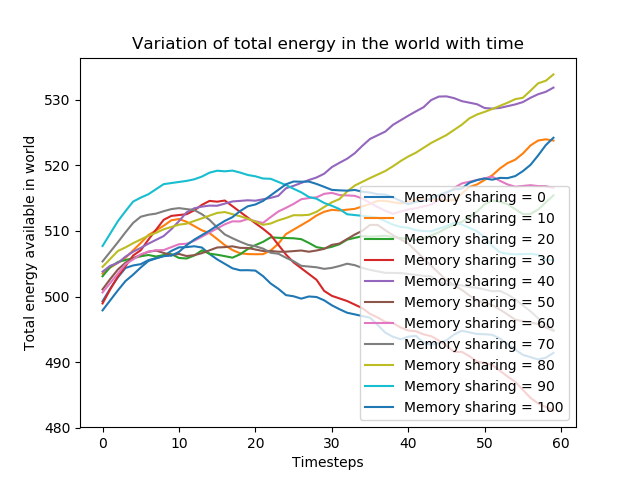 Variation of total energy in the world with time
Total energy available in world
530
520
510
500
490
480
0
10
20
30
40
50
60
Timesteps
Memory sharing = 0
Memory sharing = 10
Memory sharing = 20
Memory sharing = 30
Memory sharing = 40
Memory sharing = 50
Memory sharing = 60
Memory sharing = 70
Memory sharing = 80
Memory sharing = 90
Memory sharing = 100